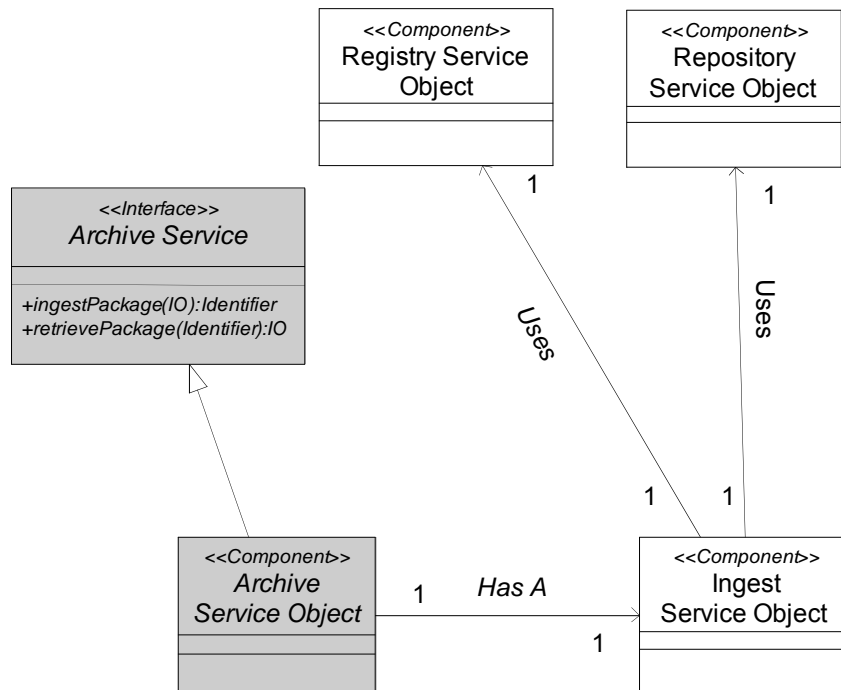 <<Component>>
Registry Service
Object
<<Component>>
Repository
Service Object
1
1
<<Interface>>
Archive Service
+ingestPackage(IO):Identifier
+retrievePackage(Identifier):IO
Uses
Uses
1
1
<<Component>>
Archive
Service Object
1
Has A
1
<<Component>>
Ingest
Service Object